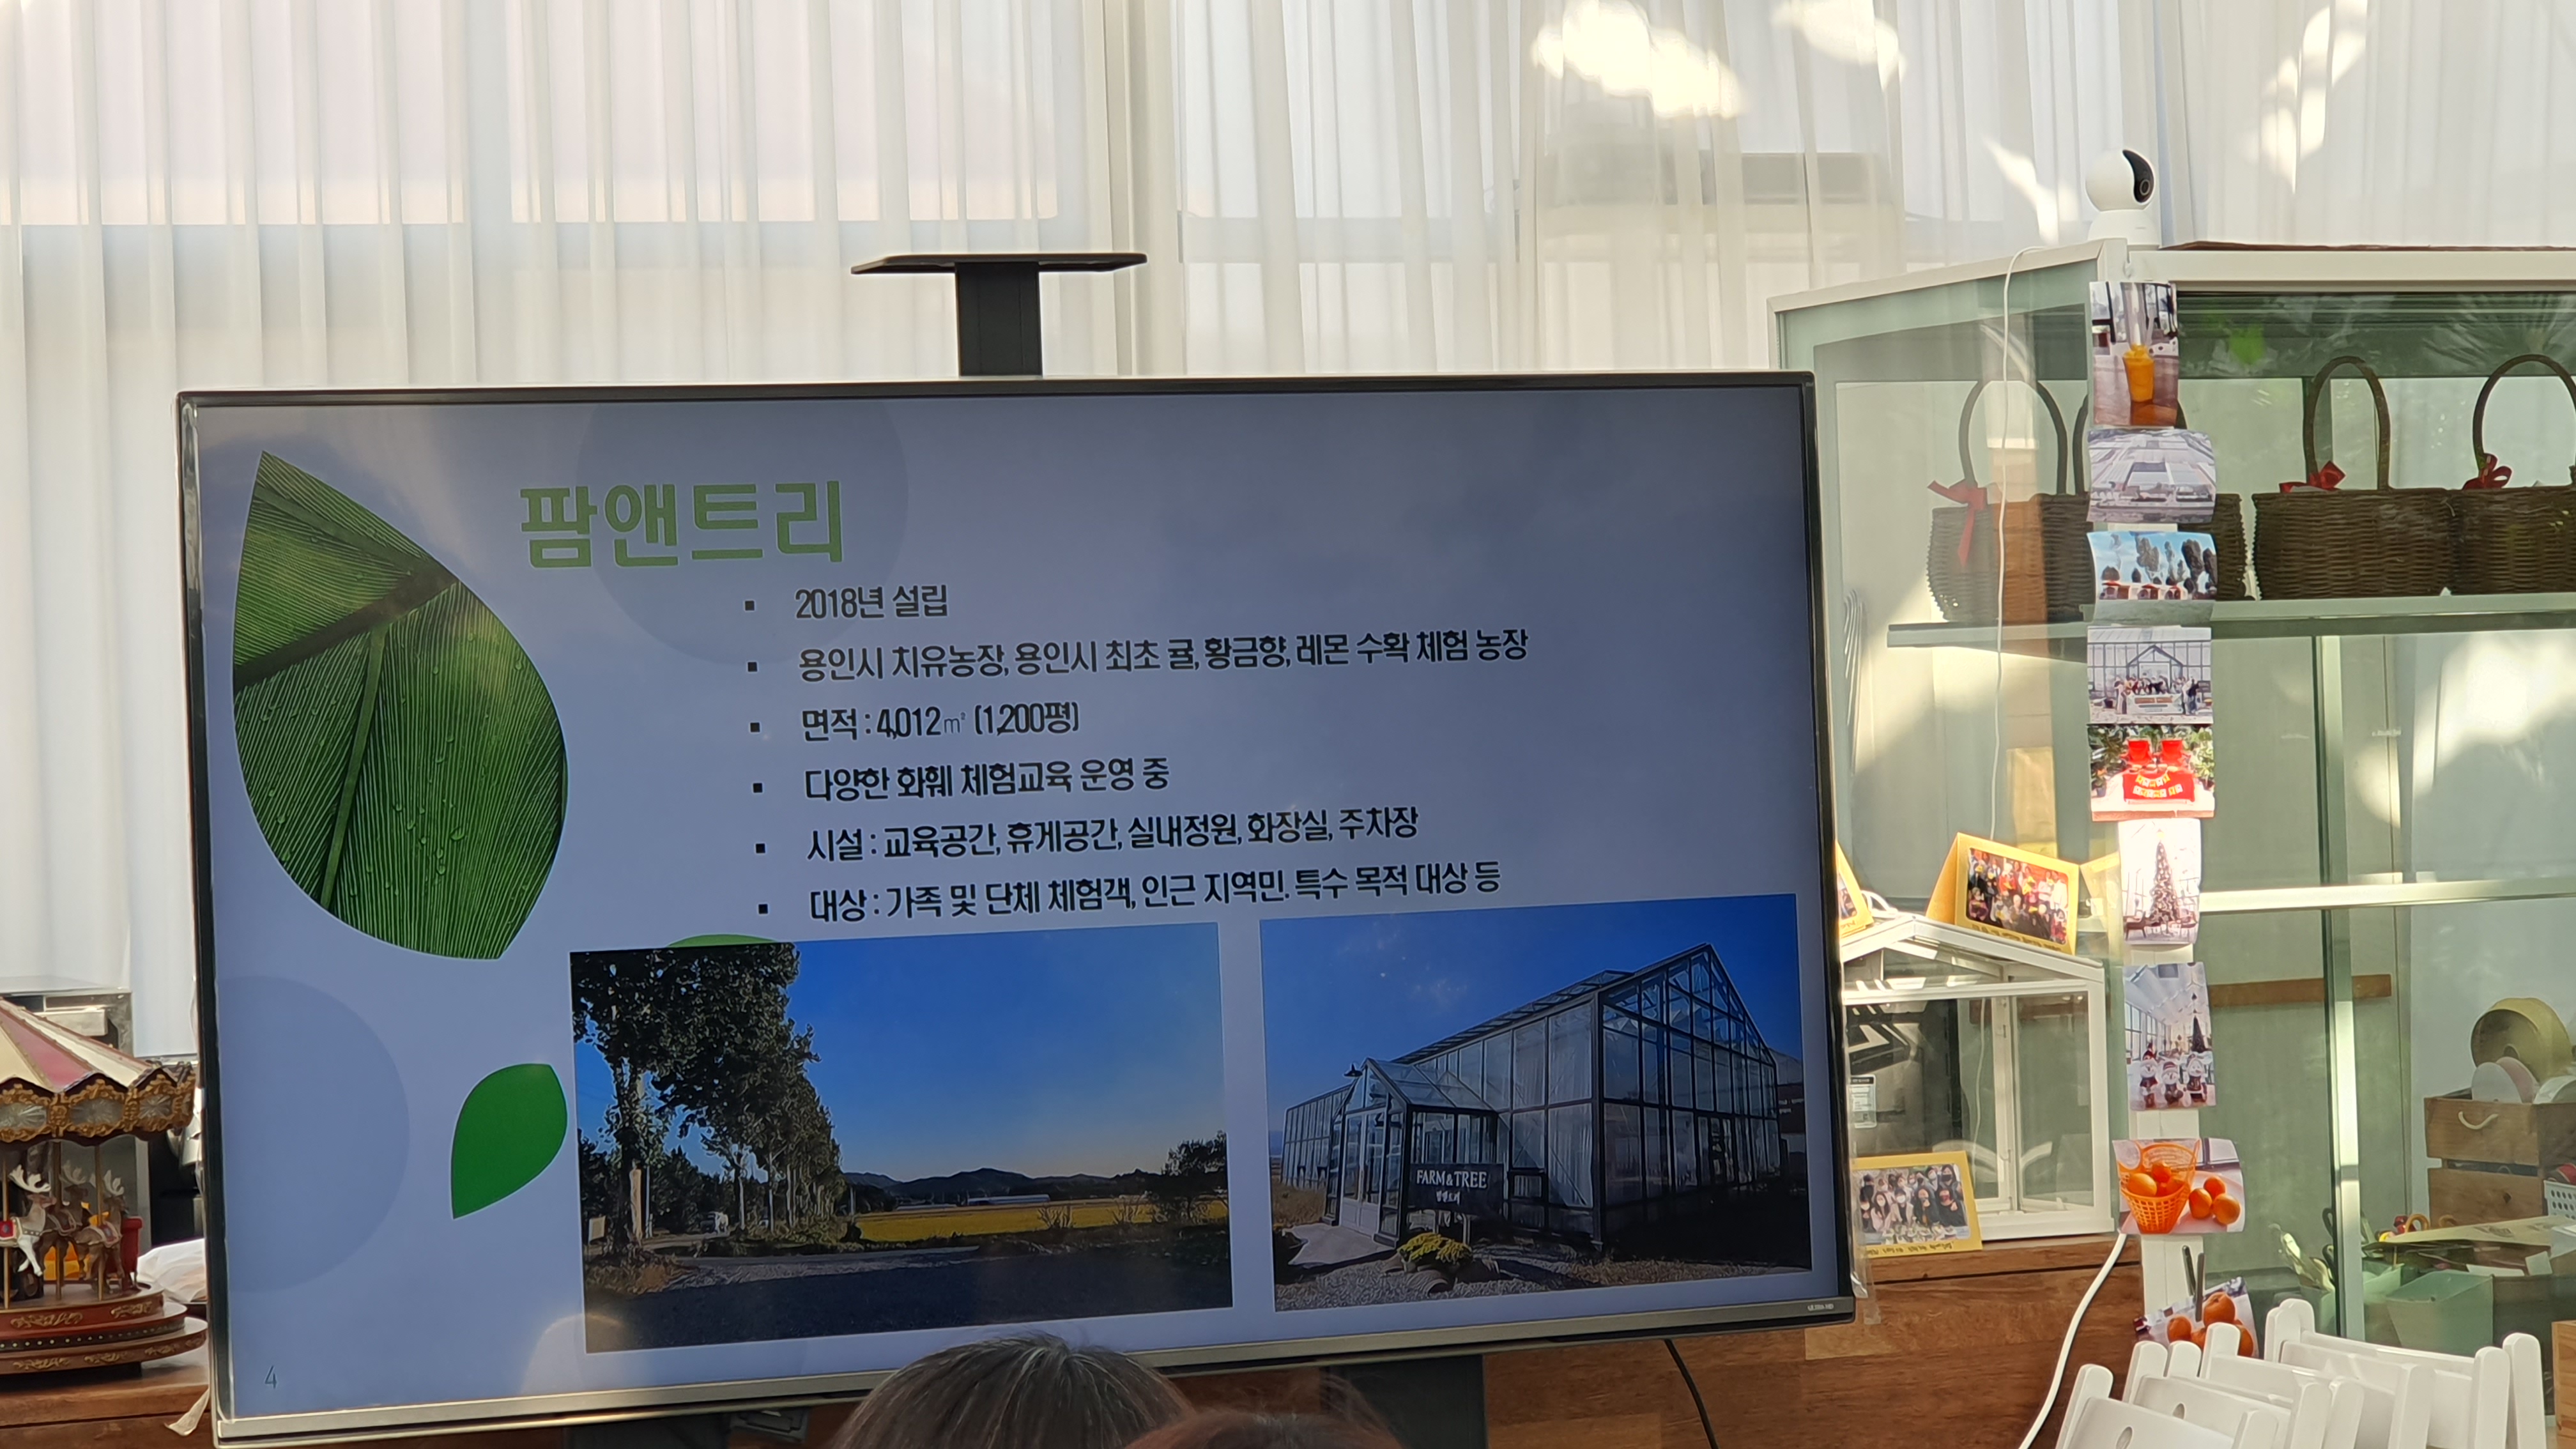 팜앤트리
▪ 2018년 설립
▪ 용인시 치유농장, 용인시 최초 귤, 황금향, 레몬 수확 체험 농장
▪ 면적 : 4,012㎡ (1,200평)
▪ 다양한 화훼 체험교육 운영 중
▪ 시설 : 교육공간, 휴게공간, 실내정원, 화장실, 주차장
▪ 대상 : 가족 및 단체 체험객, 인근 지역민. 특수 목적 대상 등
FARM & TREE
팜앤트리
4
ULTRA HD